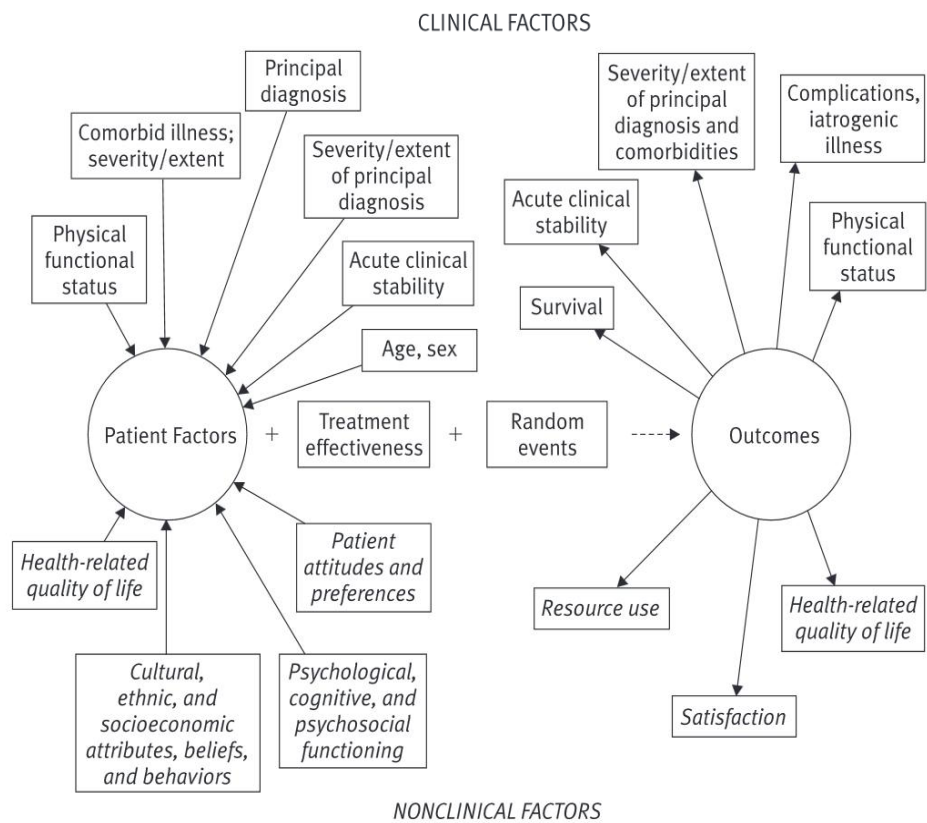 CLINICAL FACTORS
Principal
diagnosis
Comorbid illness;
severity/extent
Severity/extent
of principal
diagnosis
Physical
functional
status
Acute clinical
stability
Age, sex
Severity/extent
of principal
diagnosis and
comorbidities
Complications,
iatrogenic
illness
Acute clinical
stability
Physical
functional
status
Survival
Patient Factors
+
Treatment
effectiveness
+
Random
events
Outcomes
Health-related
quality of life
Patient
attitudes and
preferences
Cultural,
ethnic, and
socioeconomic
attributes, beliefs,
and behaviors
Psychological,
cognitive, and
psychosocial
functioning
Resource use
Health-related
quality of life
Satisfaction
NONCLINICAL FACTORS